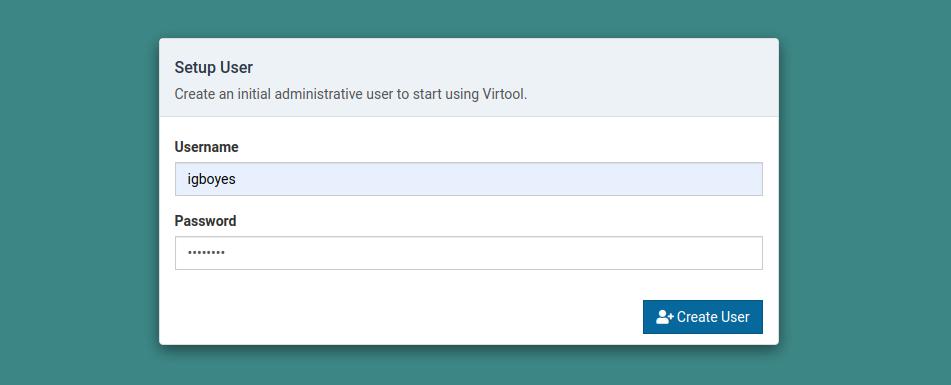 Setup User
Create an initial administrative user to start using Virtool.
Username
igboyes
Password
••••••••
Create User